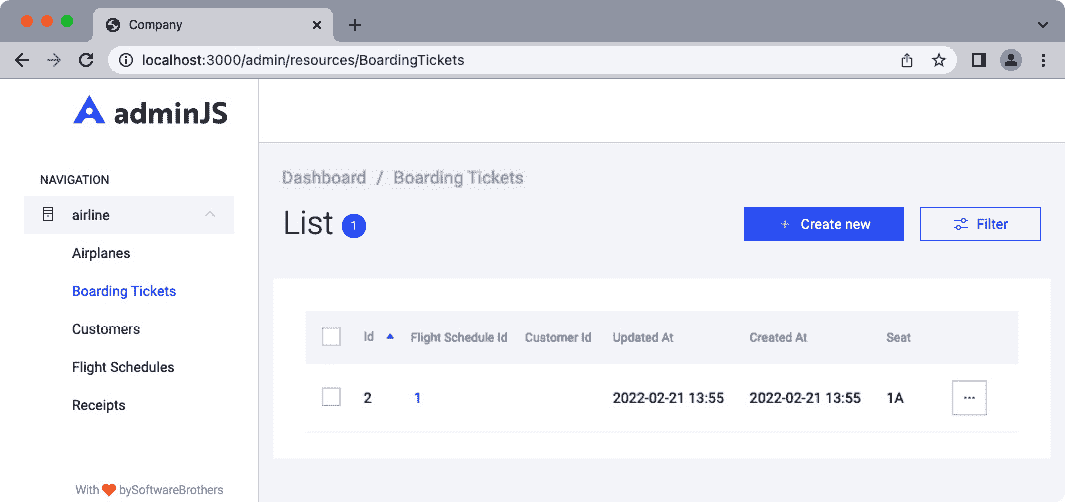 Company
localhost:3000/admin/resources/BoardingTickets
adminJS
NAVIGATION
airline
Airplanes
Boarding Tickets
Customers
Flight Schedules
Receipts
With ❤ bySoftwareBrothers
Dashboard / Boarding Tickets
List 1
+ Create new
Filter
Id Flight Schedule Id Customer Id Updated At Created At Seat
2 1 2022-02-21 13:55 2022-02-21 13:55 1A